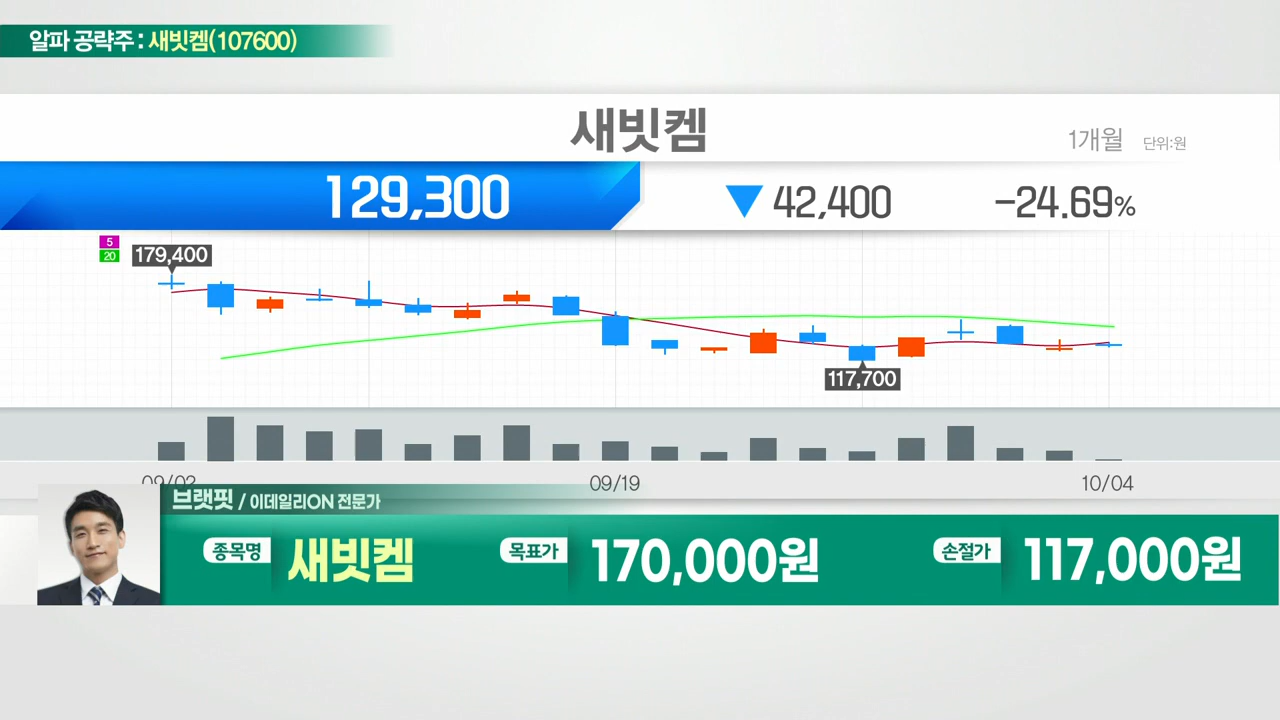 알파 공략주 : 새빗켐(107600)
새빗켐
1개월 단위:원
129,300 ▼ 42,400 -24.69%
5
20
179,400
117,700
09/02 09/19 10/04
브랫핏 / 이데일리ON 전문가
종목명 새빗켐 목표가 170,000원 손절가 117,000원